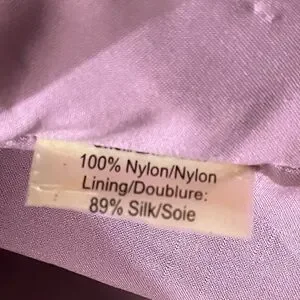 100% Nylon/Nylon
Lining/Doublure:
89% Silk/Soie